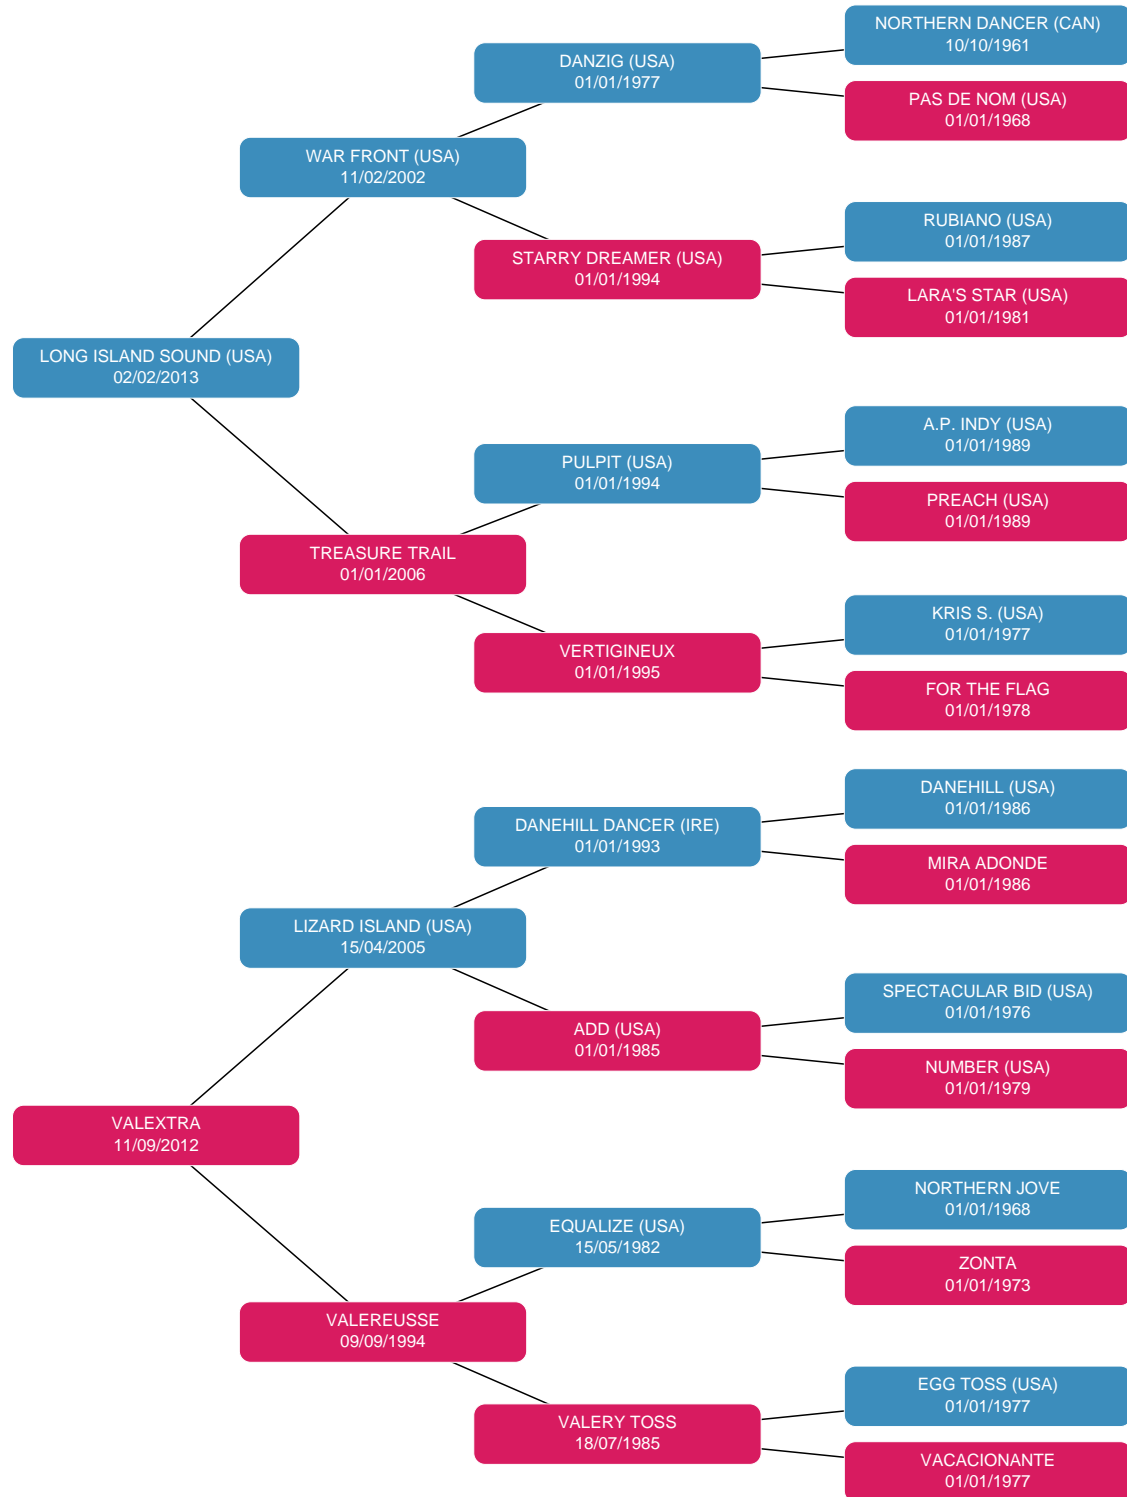 NORTHERN DANCER (CAN)
10/10/1961
DANZIG (USA)
01/01/1977
PAS DE NOM (USA)
01/01/1968
WAR FRONT (USA)
11/02/2002
RUBIANO (USA)
01/01/1987
STARRY DREAMER (USA)
01/01/1994
LARA'S STAR (USA)
01/01/1981
LONG ISLAND SOUND (USA)
02/02/2013
A.P. INDY (USA)
01/01/1989
PULPIT (USA)
01/01/1994
PREACH (USA)
01/01/1989
TREASURE TRAIL
01/01/2006
KRIS S. (USA)
01/01/1977
VERTIGINEUX
01/01/1995
FOR THE FLAG
01/01/1978
DANEHILL (USA)
01/01/1986
DANEHILL DANCER (IRE)
01/01/1993
MIRA ADONDE
01/01/1986
LIZARD ISLAND (USA)
15/04/2005
SPECTACULAR BID (USA)
01/01/1976
ADD (USA)
01/01/1985
NUMBER (USA)
01/01/1979
VALEXTRA
11/09/2012
NORTHERN JOVE
01/01/1968
EQUALIZE (USA)
15/05/1982
ZONTA
01/01/1973
VALEREUSSE
09/09/1994
EGG TOSS (USA)
01/01/1977
VALERY TOSS
18/07/1985
VACACIONANTE
01/01/1977